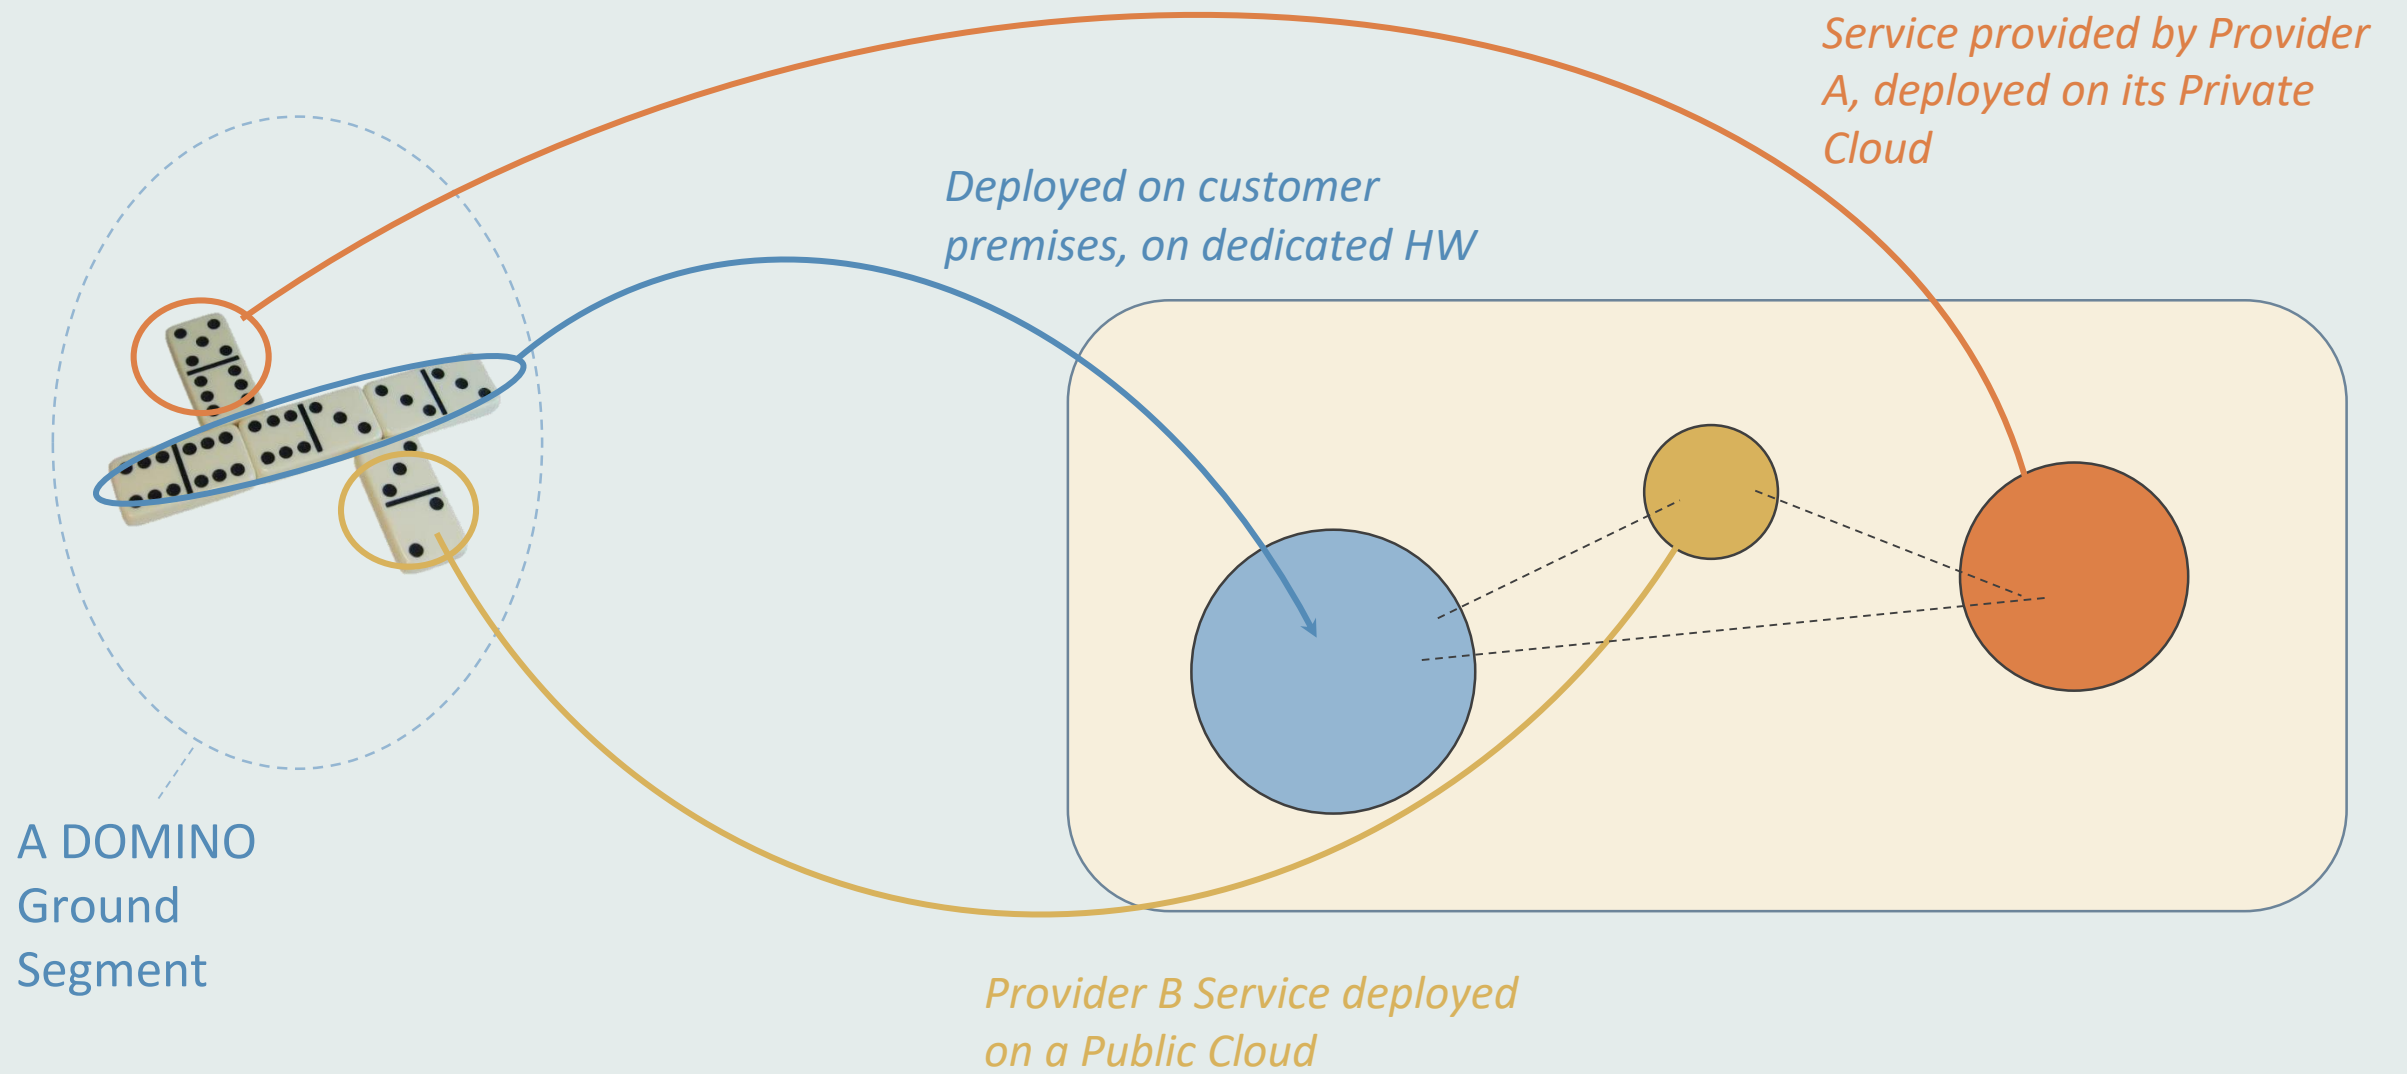 Service provided by Provider
A, deployed on its Private
Cloud
Deployed on customer
premises, on dedicated HW
A DOMINO
Ground
Segment
Provider B Service deployed
on a Public Cloud